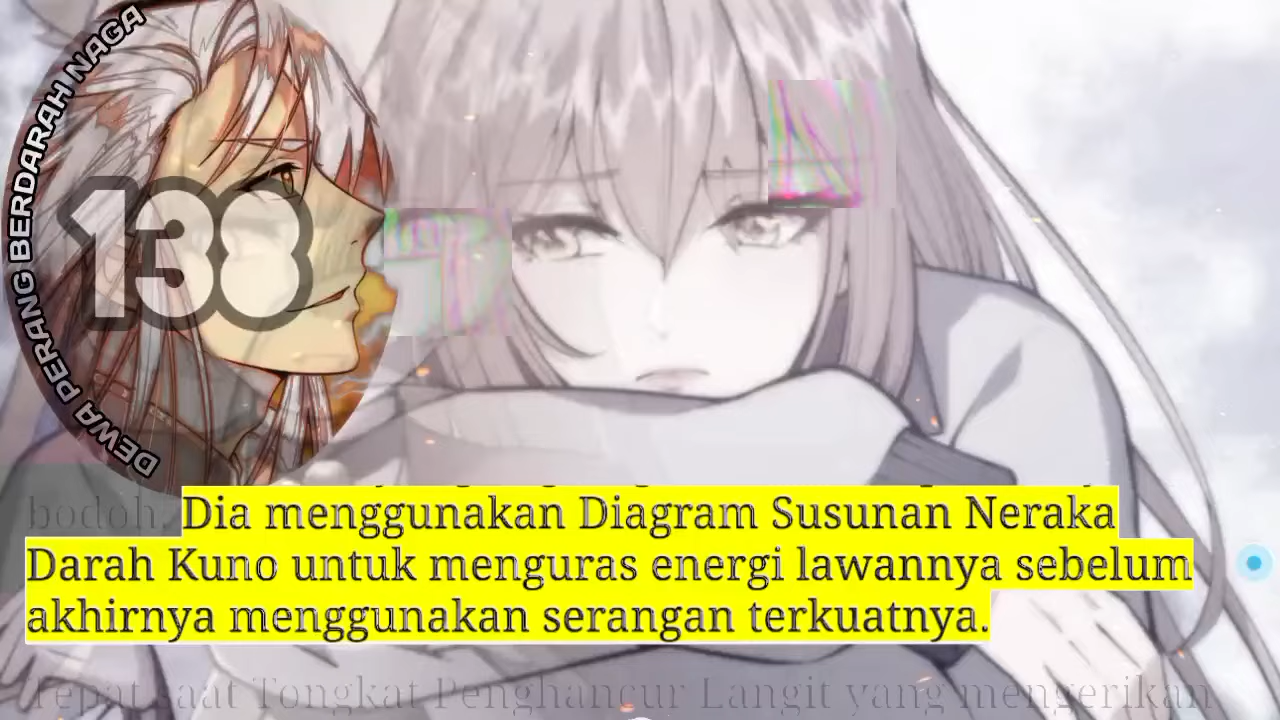 DEWA PERANG BERDARAH NAGA
138
bodoh. Dia menggunakan Diagram Susunan Neraka
Darah Kuno untuk menguras energi lawannya sebelum
akhirnya menggunakan serangan terkuatnya.
Tepat saat Tongkat Penghancur Langit yang mengerikan